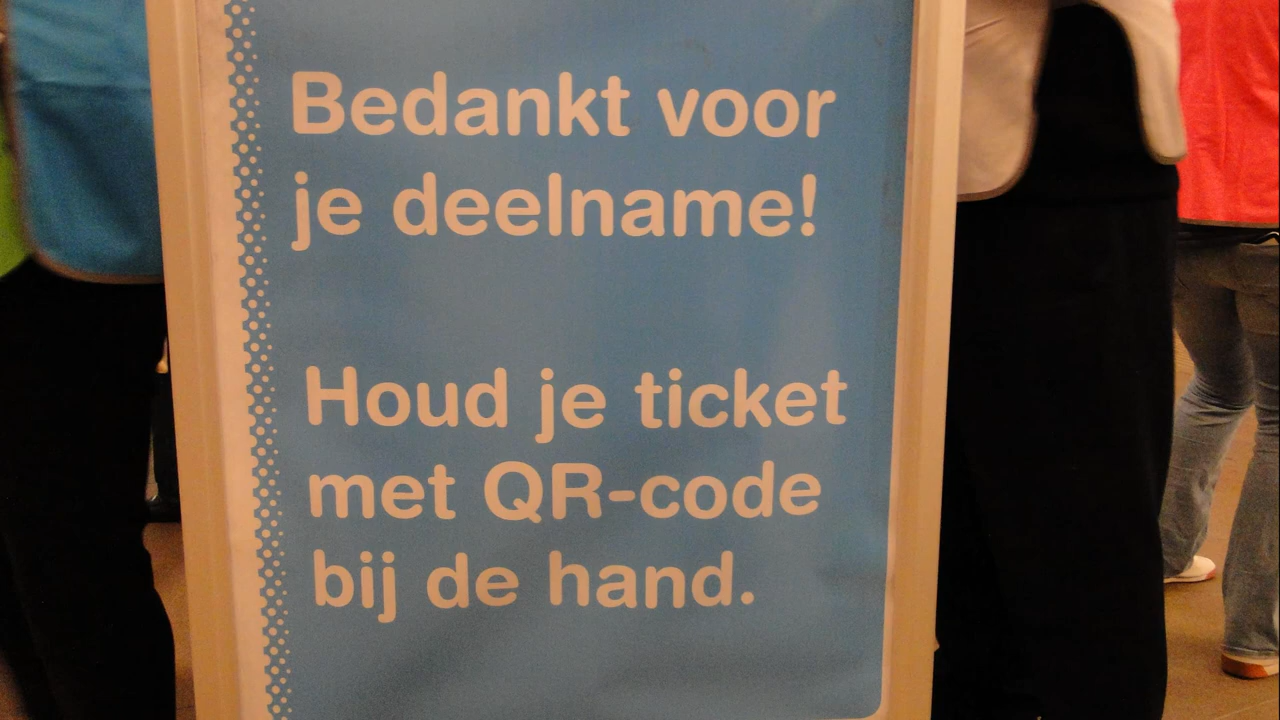 Bedankt voor
je deelname!
Houd je ticket
met QR-code
bij de hand.